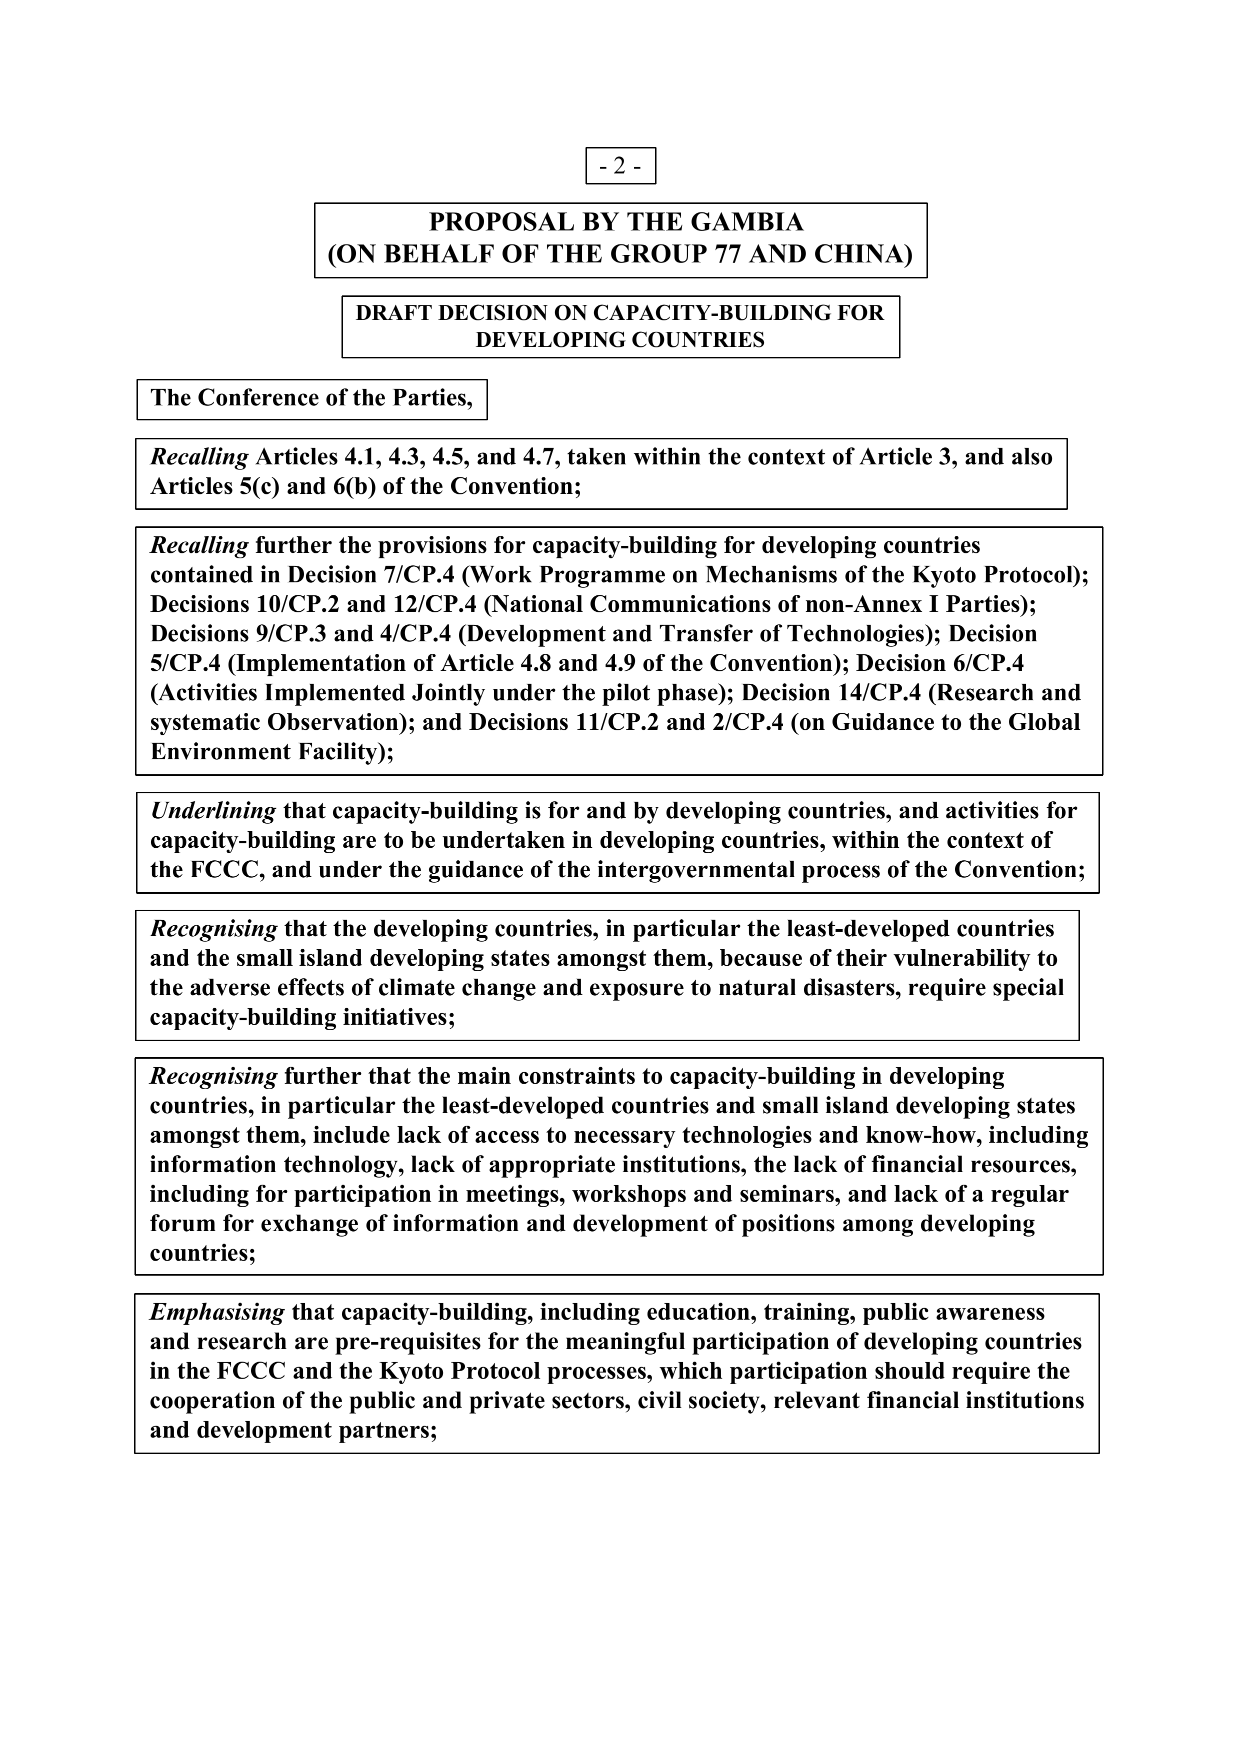 - 2 -
PROPOSAL BY THE GAMBIA
(ON BEHALF OF THE GROUP 77 AND CHINA)
DRAFT DECISION ON CAPACITY-BUILDING FOR
DEVELOPING COUNTRIES
The Conference of the Parties,
Recalling Articles 4.1, 4.3, 4.5, and 4.7, taken within the context of Article 3, and also
Articles 5(c) and 6(b) of the Convention;
Recalling further the provisions for capacity-building for developing countries
contained in Decision 7/CP.4 (Work Programme on Mechanisms of the Kyoto Protocol);
Decisions 10/CP.2 and 12/CP.4 (National Communications of non-Annex I Parties);
Decisions 9/CP.3 and 4/CP.4 (Development and Transfer of Technologies); Decision
5/CP.4 (Implementation of Article 4.8 and 4.9 of the Convention); Decision 6/CP.4
(Activities Implemented Jointly under the pilot phase); Decision 14/CP.4 (Research and
systematic Observation); and Decisions 11/CP.2 and 2/CP.4 (on Guidance to the Global
Environment Facility);
Underlining that capacity-building is for and by developing countries, and activities for
capacity-building are to be undertaken in developing countries, within the context of
the FCCC, and under the guidance of the intergovernmental process of the Convention;
Recognising that the developing countries, in particular the least-developed countries
and the small island developing states amongst them, because of their vulnerability to
the adverse effects of climate change and exposure to natural disasters, require special
capacity-building initiatives;
Recognising further that the main constraints to capacity-building in developing
countries, in particular the least-developed countries and small island developing states
amongst them, include lack of access to necessary technologies and know-how, including
information technology, lack of appropriate institutions, the lack of financial resources,
including for participation in meetings, workshops and seminars, and lack of a regular
forum for exchange of information and development of positions among developing
countries;
Emphasising that capacity-building, including education, training, public awareness
and research are pre-requisites for the meaningful participation of developing countries
in the FCCC and the Kyoto Protocol processes, which participation should require the
cooperation of the public and private sectors, civil society, relevant financial institutions
and development partners;